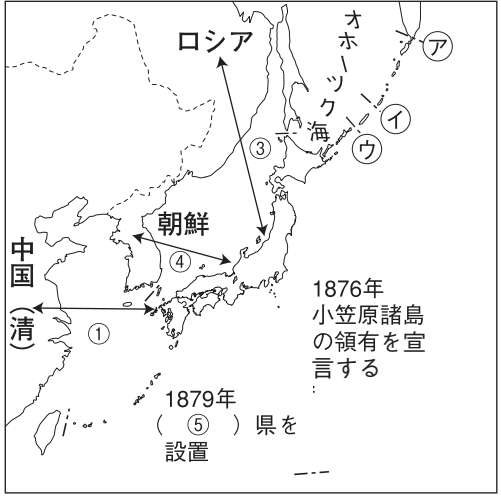 ロシア
オホーツク海
㋐
㋑
㋒
③
朝鮮
④
中国（清）
①
1876年
小笠原諸島
の領有を宣
言する
1879年
（ ⑤ ）県を
設置